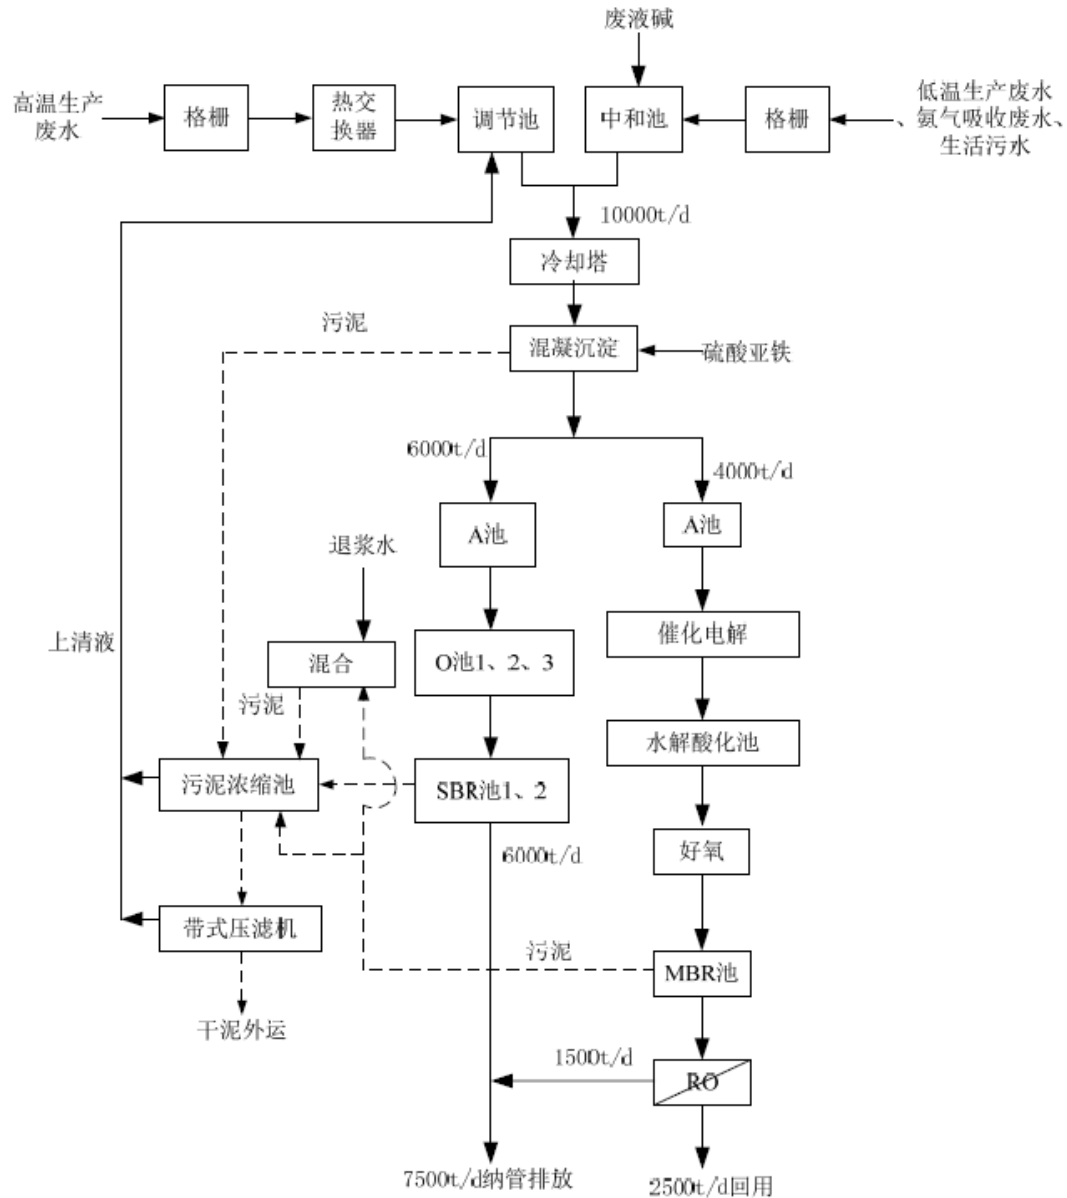 废液碱
高温生产
废水
格栅
热交
换器
调节池
中和池
格栅
低温生产废水
、氨气吸收废水、
生活污水
10000t/d
冷却塔
污泥
混凝沉淀
硫酸亚铁
6000t/d
4000t/d
A池
A池
退浆水
催化电解
上清液
混合
O池1、2、3
污泥
水解酸化池
污泥浓缩池
SBR池1、2
6000t/d
好氧
带式压滤机
污泥
MBR池
干泥外运
1500t/d
RO
7500t/d纳管排放
2500t/d回用